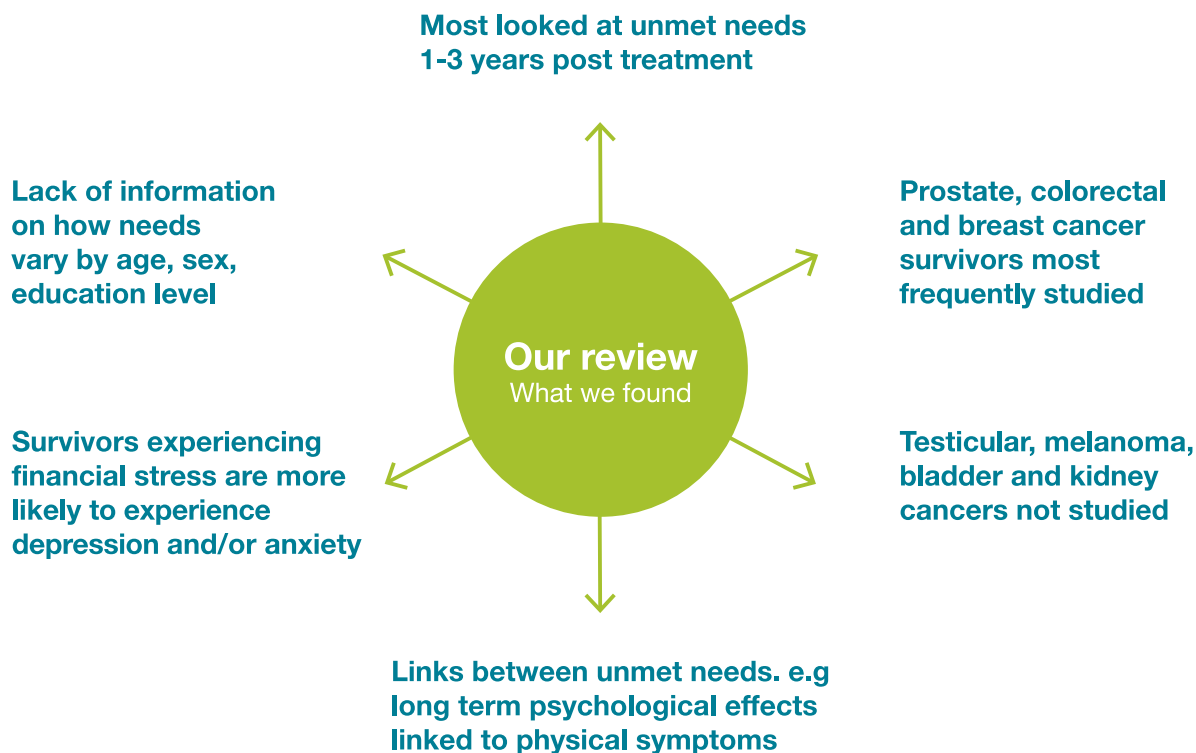 Most looked at unmet needs
1-3 years post treatment
Lack of information
on how needs
vary by age, sex,
education level
Prostate, colorectal
and breast cancer
survivors most
frequently studied
Our review
What we found
Survivors experiencing
financial stress are more
likely to experience
depression and/or anxiety
Testicular, melanoma,
bladder and kidney
cancers not studied
Links between unmet needs. e.g
long term psychological effects
linked to physical symptoms